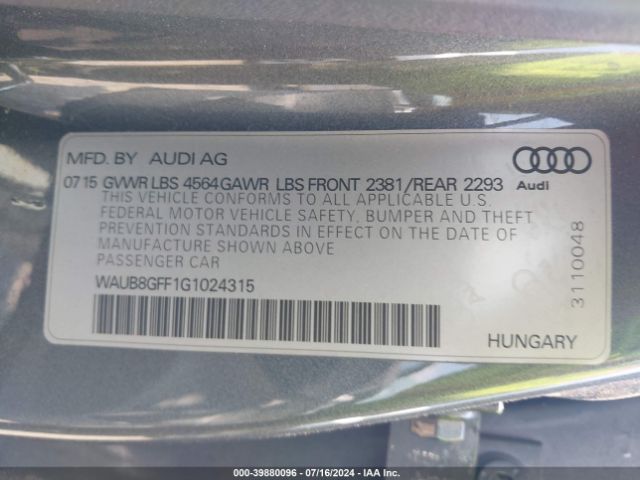 MFD. BY AUDI AG
0715 GVWR LBS 4564 GAWR LBS FRONT 2381/REAR 2293
Audi
THIS VEHICLE CONFORMS TO ALL APPLICABLE U.S.
FEDERAL MOTOR VEHICLE SAFETY, BUMPER AND THEFT
PREVENTION STANDARDS IN EFFECT ON THE DATE OF
MANUFACTURE SHOWN ABOVE
PASSENGER CAR
WAUB8GFF1G1024315
3110048
HUNGARY
000-39880096 - 07/16/2024 - IAA Inc.